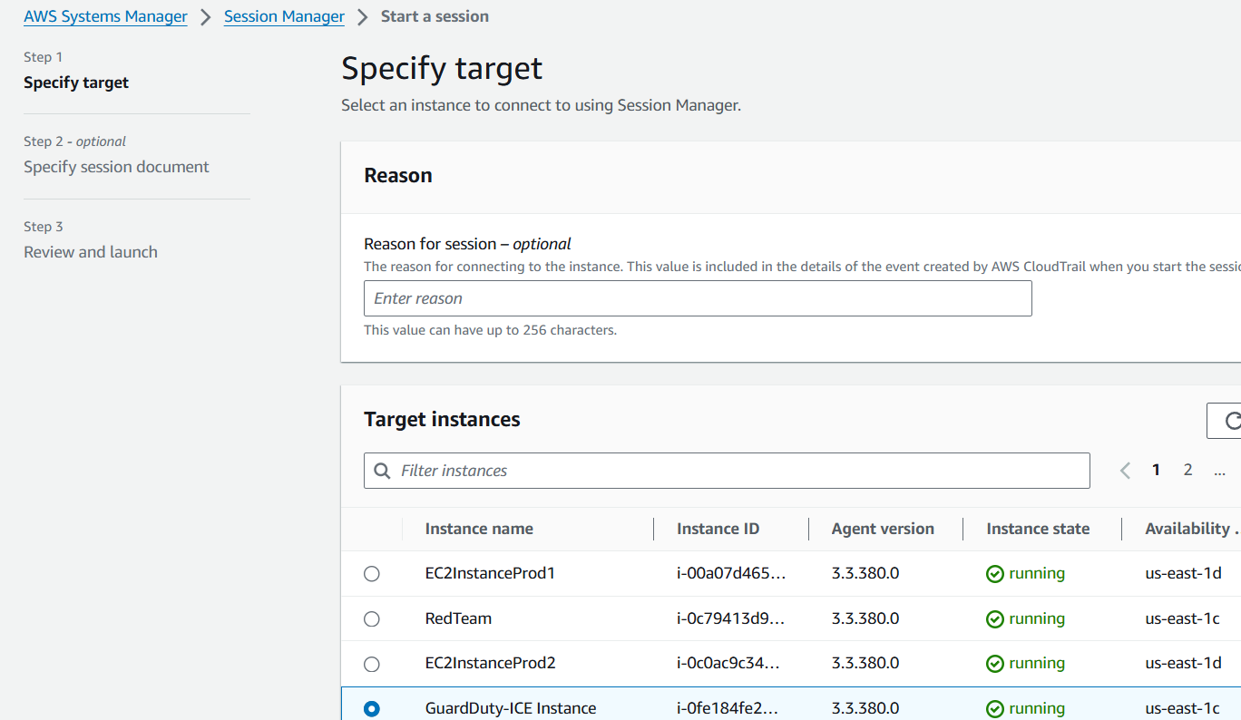 AWS Systems Manager > Session Manager > Start a session
Step 1
Specify target
Step 2 - optional
Specify session document
Step 3
Review and launch
Specify target
Select an instance to connect to using Session Manager.
Reason
Reason for session – optional
The reason for connecting to the instance. This value is included in the details of the event created by AWS CloudTrail when you start the sessio
Enter reason
This value can have up to 256 characters.
Target instances
Filter instances
1 2 ...
Instance name Instance ID Agent version Instance state Availability .
EC2InstanceProd1 i-00a07d465... 3.3.380.0 running us-east-1d
RedTeam i-0c79413d9... 3.3.380.0 running us-east-1c
EC2InstanceProd2 i-0c0ac9c34... 3.3.380.0 running us-east-1d
GuardDuty-ICE Instance i-0fe184fe2... 3.3.380.0 running us-east-1c